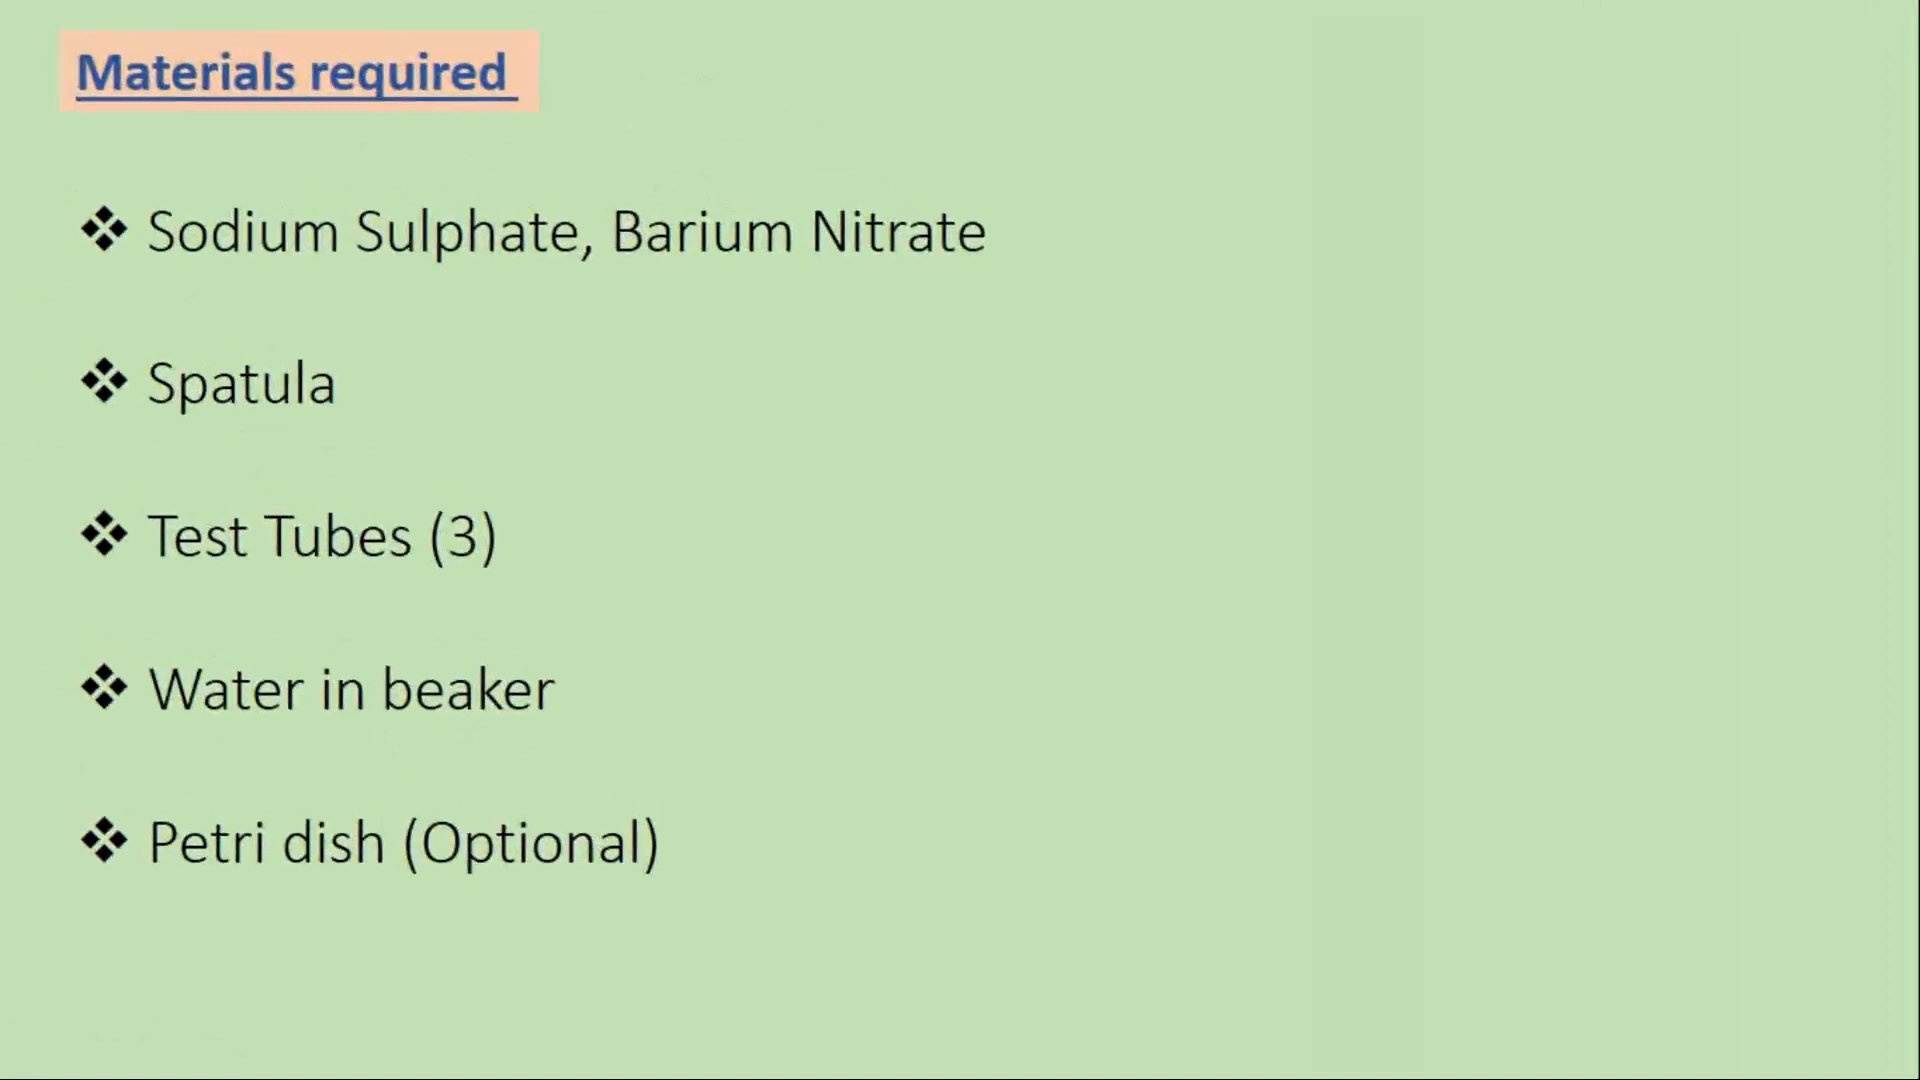 Materials required
❖ Sodium Sulphate, Barium Nitrate
❖ Spatula
❖ Test Tubes (3)
❖ Water in beaker
❖ Petri dish (Optional)